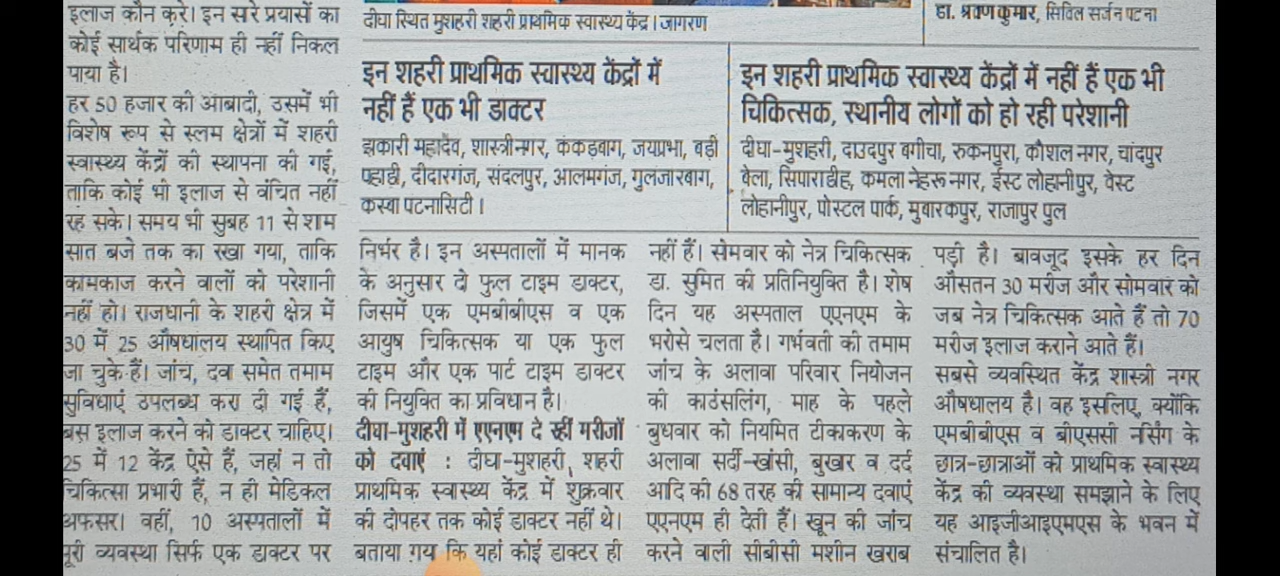 इलाज कौन करे। इन सारे प्रयासों का
कोई सार्थक परिणाम ही नहीं निकल
पाया है।
हर 50 हजार की आबादी, उसमें भी
विशेष रूप से स्लम क्षेत्रों में शहरी
स्वास्थ्य केंद्रों की स्थापना की गई,
ताकि कोई भी इलाज से वंचित नहीं
रह सके। समय भी सुबह 11 से शाम
सात बजे तक का रखा गया, ताकि
कामकाज करने वालों को परेशानी
नहीं हो। राजधानी के शहरी क्षेत्र में
30 में 25 औषधालय स्थापित किए
जा चुके हैं। जांच, दवा समेत तमाम
सुविधाएं उपलब्ध करा दी गई हैं,
बस इलाज करने को डाक्टर चाहिए।
25 में 12 केंद्र ऐसे हैं, जहां न तो
चिकित्सा प्रभारी हैं, न ही मेडिकल
अफसर। वहीं, 10 अस्पतालों में
पूरी व्यवस्था सिर्फ एक डाक्टर पर
दीघा स्थित मुशहरी शहरी प्राथमिक स्वास्थ्य केंद्र। जागरण
डा. श्रवण कुमार, सिविल सर्जन पटना
इन शहरी प्राथमिक स्वास्थ्य केंद्रों में
नहीं हैं एक भी डाक्टर
झकारी महादेव, शास्त्रीनगर, कंकड़बाग, जयप्रभा, बड़ी
पहाड़ी, दीदारगंज, संदलपुर, आलमगंज, गुलजारबाग,
कस्बा पटनासिटी।
इन शहरी प्राथमिक स्वास्थ्य केंद्रों में नहीं हैं एक भी
चिकित्सक, स्थानीय लोगों को हो रही परेशानी
दीघा-मुशहरी, दाउदपुर बगीचा, रुकनपुरा, कौशल नगर, चांदपुर
बेला, सिपाराडीह, कमला नेहरू नगर, ईस्ट लोहानीपुर, वेस्ट
लोहानीपुर, पोस्टल पार्क, मुबारकपुर, राजापुर पुल
निर्भर है। इन अस्पतालों में मानक
के अनुसार दो फुल टाइम डाक्टर,
जिसमें एक एमबीबीएस व एक
आयुष चिकित्सक या एक फुल
टाइम और एक पार्ट टाइम डाक्टर
की नियुक्ति का प्रविधान है।
दीघा-मुशहरी में एएनएम दे रहीं मरीजों
को दवाएं : दीघा-मुशहरी, शहरी
प्राथमिक स्वास्थ्य केंद्र में शुक्रवार
की दोपहर तक कोई डाक्टर नहीं थे।
बताया गय कि यहां कोई डाक्टर ही
नहीं हैं। सोमवार को नेत्र चिकित्सक
डा. सुमित की प्रतिनियुक्ति है। शेष
दिन यह अस्पताल एएनएम के
भरोसे चलता है। गर्भवती की तमाम
जांच के अलावा परिवार नियोजन
की काउंसलिंग, माह के पहले
बुधवार को नियमित टीकाकरण के
अलावा सर्दी-खांसी, बुखार व दर्द
आदि की 68 तरह की सामान्य दवाएं
एएनएम ही देती हैं। खून की जांच
करने वाली सीबीसी मशीन खराब
पड़ी है। बावजूद इसके हर दिन
औसतन 30 मरीज और सोमवार को
जब नेत्र चिकित्सक आते हैं तो 70
मरीज इलाज कराने आते हैं।
सबसे व्यवस्थित केंद्र शास्त्री नगर
औषधालय है। वह इसलिए, क्योंकि
एमबीबीएस व बीएससी नर्सिंग के
छात्र-छात्राओं को प्राथमिक स्वास्थ्य
केंद्र की व्यवस्था समझाने के लिए
यह आइजीआइएमएस के भवन में
संचालित है।